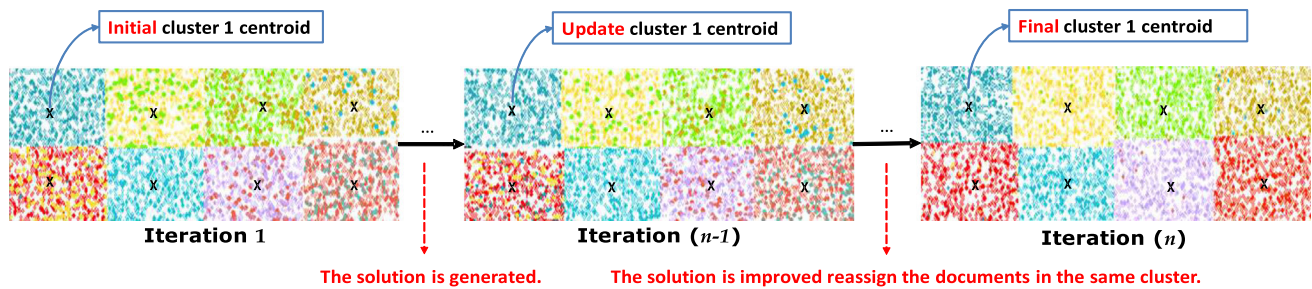 Initial cluster 1 centroid
Update cluster 1 centroid
Final cluster 1 centroid
X X X X
X X X X
X X X X
X X X X
X X X X
X X X X
... ...
Iteration 1
Iteration (n-1)
Iteration (n)
The solution is generated.
The solution is improved reassign the documents in the same cluster.